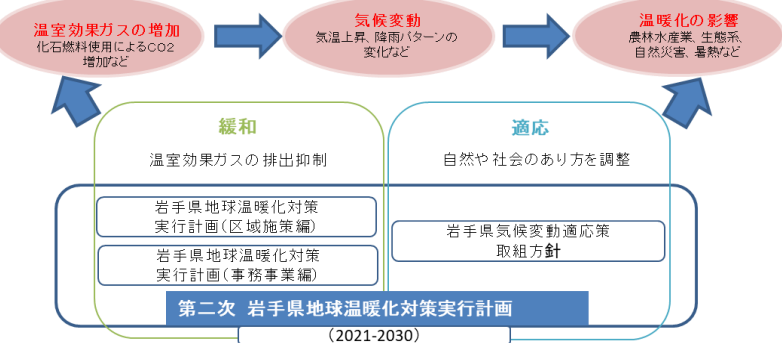 温室効果ガスの増加
化石燃料使用によるCO2
増加など
気候変動
気温上昇、降雨パターンの
変化など
温暖化の影響
農林水産業、生態系、
自然災害、暑熱など
緩和
温室効果ガスの排出抑制
適応
自然や社会のあり方を調整
岩手県地球温暖化対策
実行計画(区域施策編)
岩手県地球温暖化対策
実行計画(事務事業編)
岩手県気候変動適応策
取組方針
第二次 岩手県地球温暖化対策実行計画
(2021-2030)